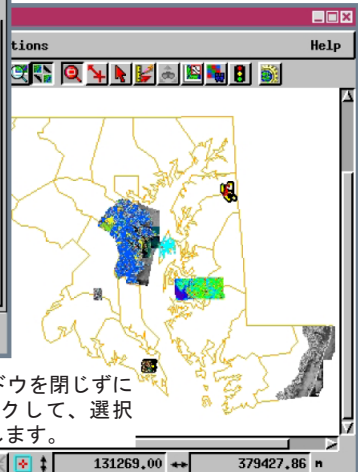 tions
Help
ドウを閉じずに
クして、選択
します。
131269.00
379427.86 m